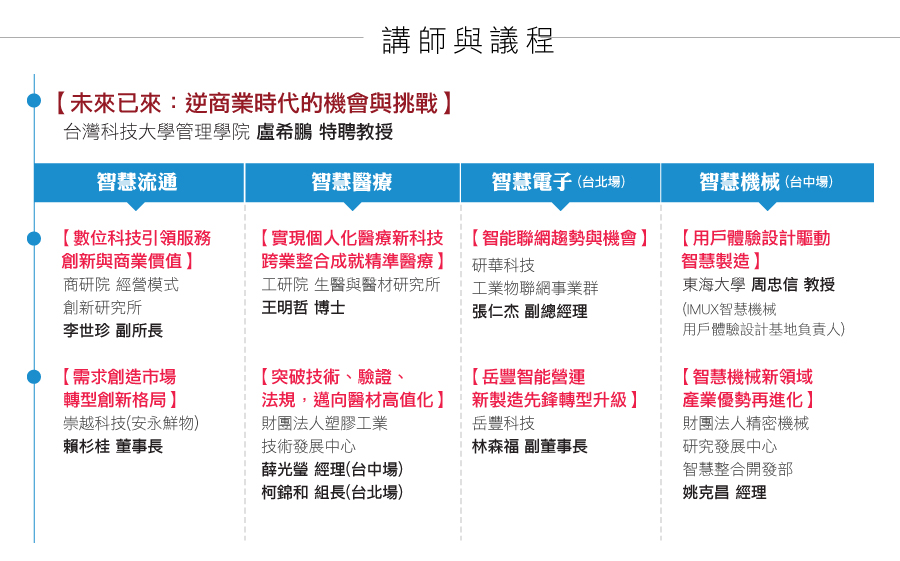 講師與議程
【未來已來：逆商業時代的機會與挑戰】
台灣科技大學管理學院 盧希鵬 特聘教授
智慧流通
智慧醫療
智慧電子(台北場)
智慧機械(台中場)
【數位科技引領服務
創新與商業價值】
商研院 經營模式
創新研究所
李世珍 副所長
【實現個人化醫療新科技
跨業整合成就精準醫療】
工研院 生醫與醫材研究所
王明哲 博士
【智能聯網趨勢與機會】
研華科技
工業物聯網事業群
張仁杰 副總經理
【用戶體驗設計驅動
智慧製造】
東海大學 周忠信 教授
(IMUX智慧機械
用戶體驗設計基地負責人)
【需求創造市場
轉型創新格局】
崇越科技(安永鮮物)
賴杉桂 董事長
【突破技術、驗證、
法規，邁向醫材高值化】
財團法人塑膠工業
技術發展中心
薛光螢 經理(台中場)
柯錦和 組長(台北場)
【岳豐智能營運
新製造先鋒轉型升級】
岳豐科技
林森福 副董事長
【智慧機械新領域
產業優勢再進化】
財團法人精密機械
研究發展中心
智慧整合開發部
姚克昌 經理